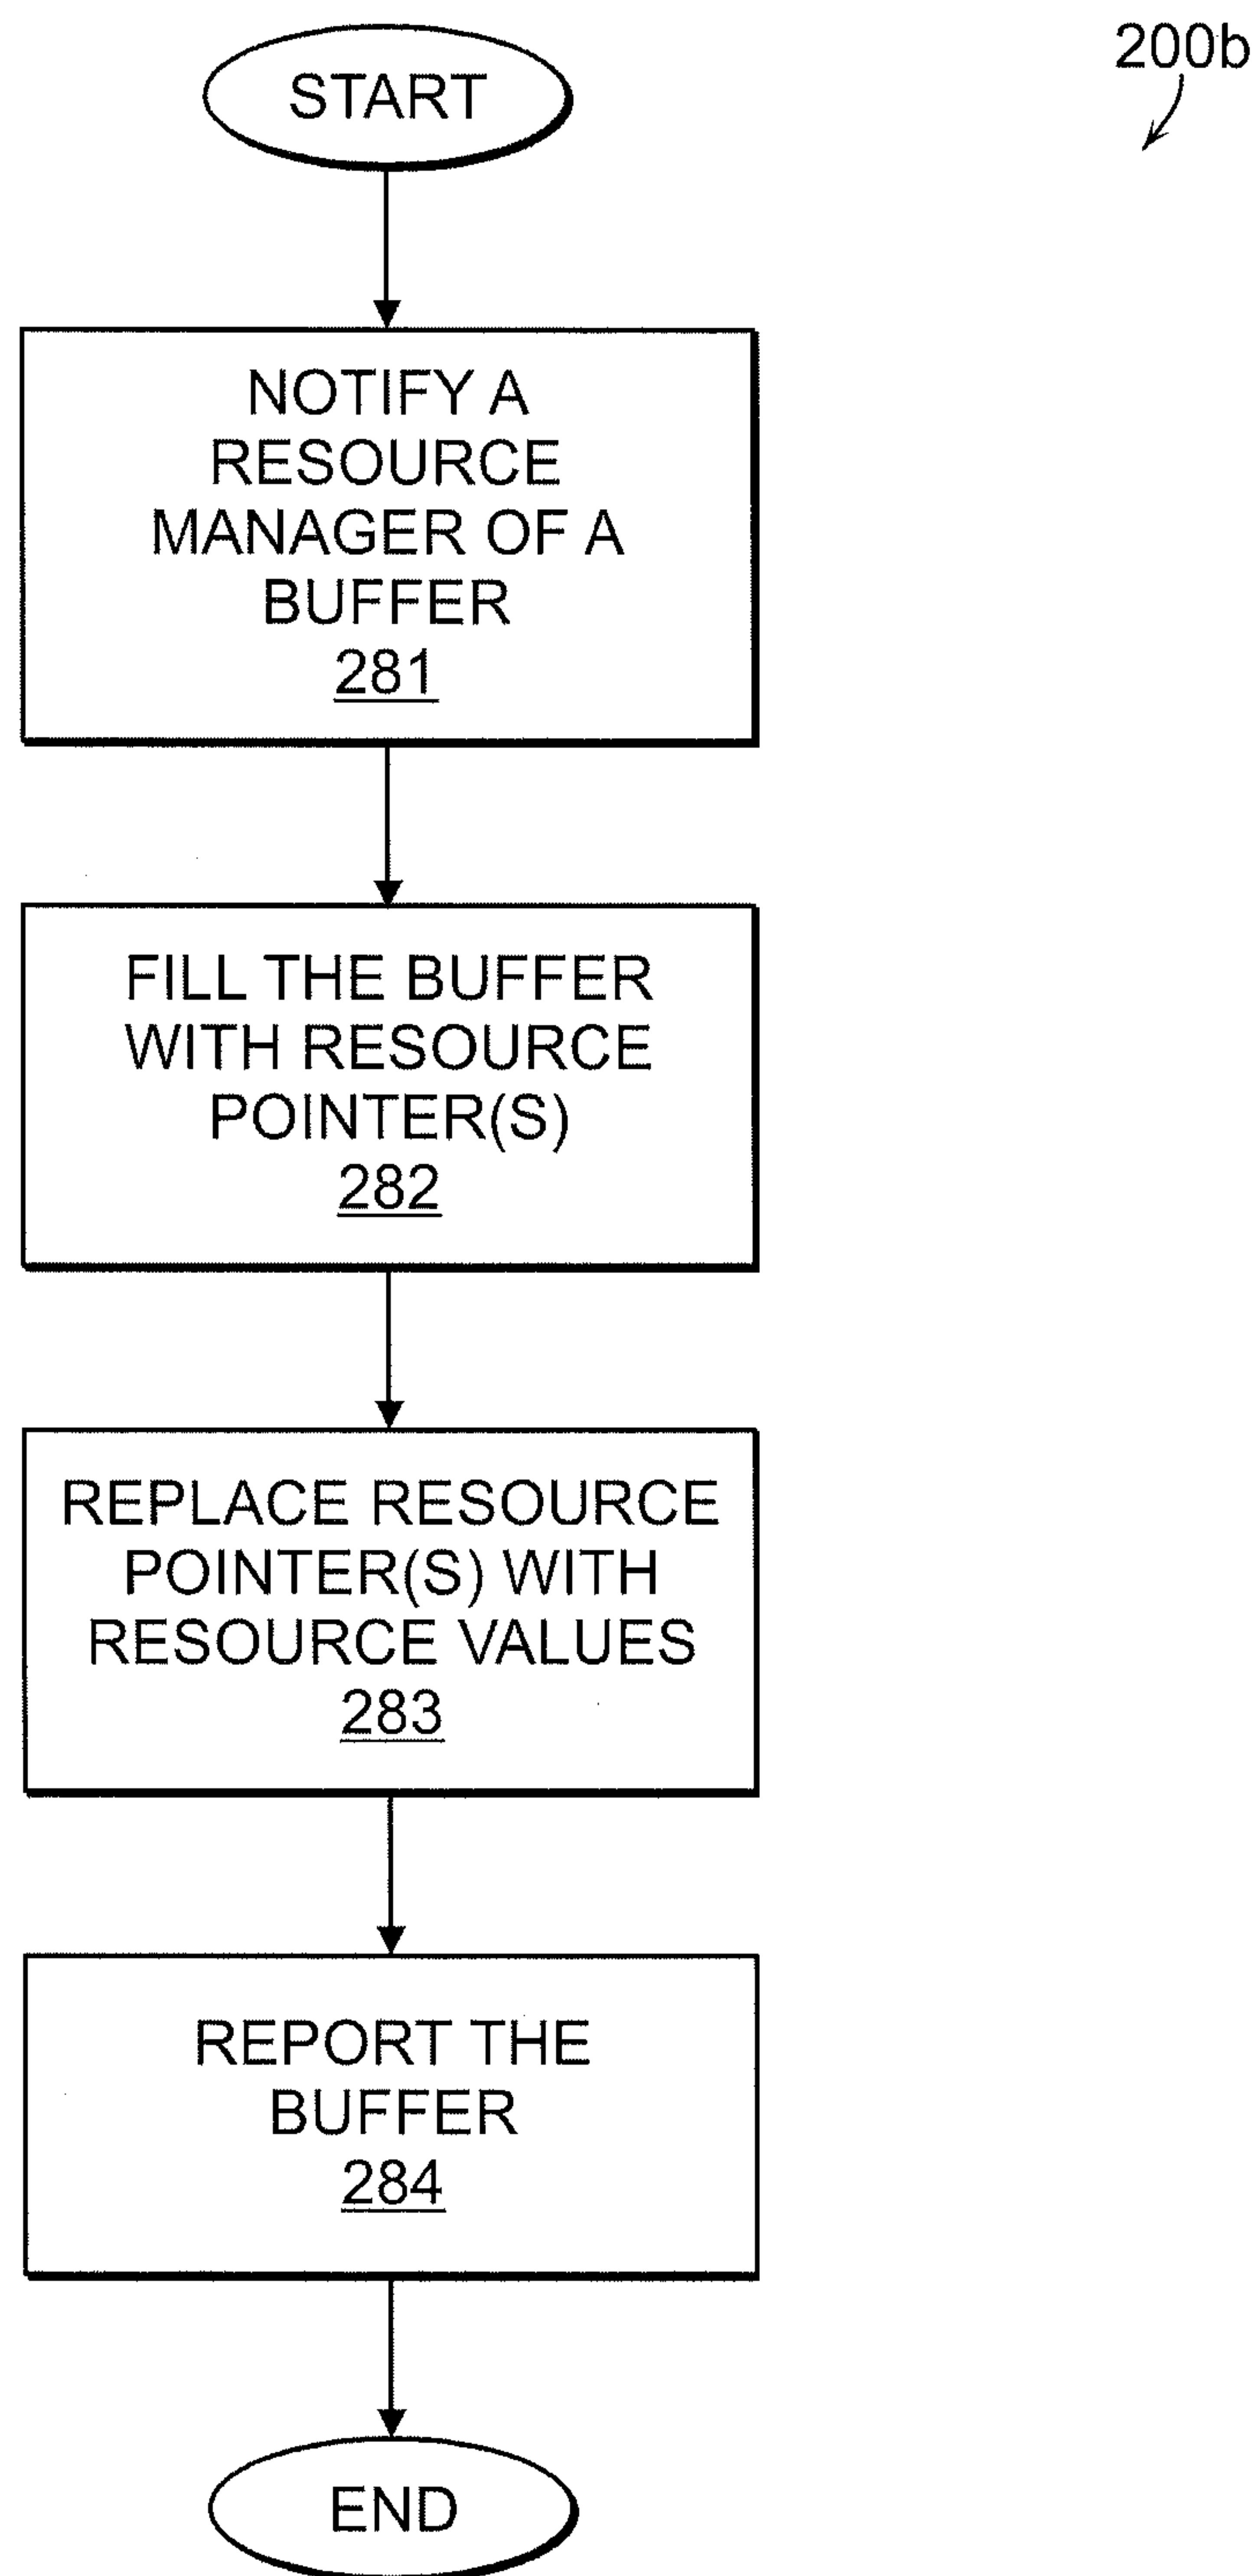 200b
START
NOTIFY A
RESOURCE
MANAGER OF A
BUFFER
281
FILL THE BUFFER
WITH RESOURCE
POINTER(S)
282
REPLACE RESOURCE
POINTER(S) WITH
RESOURCE VALUES
283
REPORT THE
BUFFER
284
END